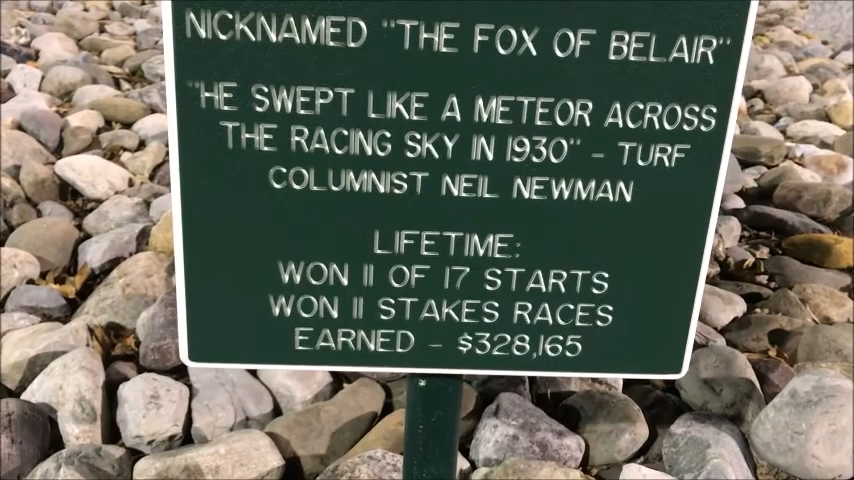 NICKNAMED "THE FOX OF BELAIR"
"HE SWEPT LIKE A METEOR ACROSS
THE RACING SKY IN 1930" - TURF
COLUMNIST NEIL NEWMAN
LIFETIME:
WON 11 OF 17 STARTS
WON 11 STAKES RACES
EARNED - $328,165